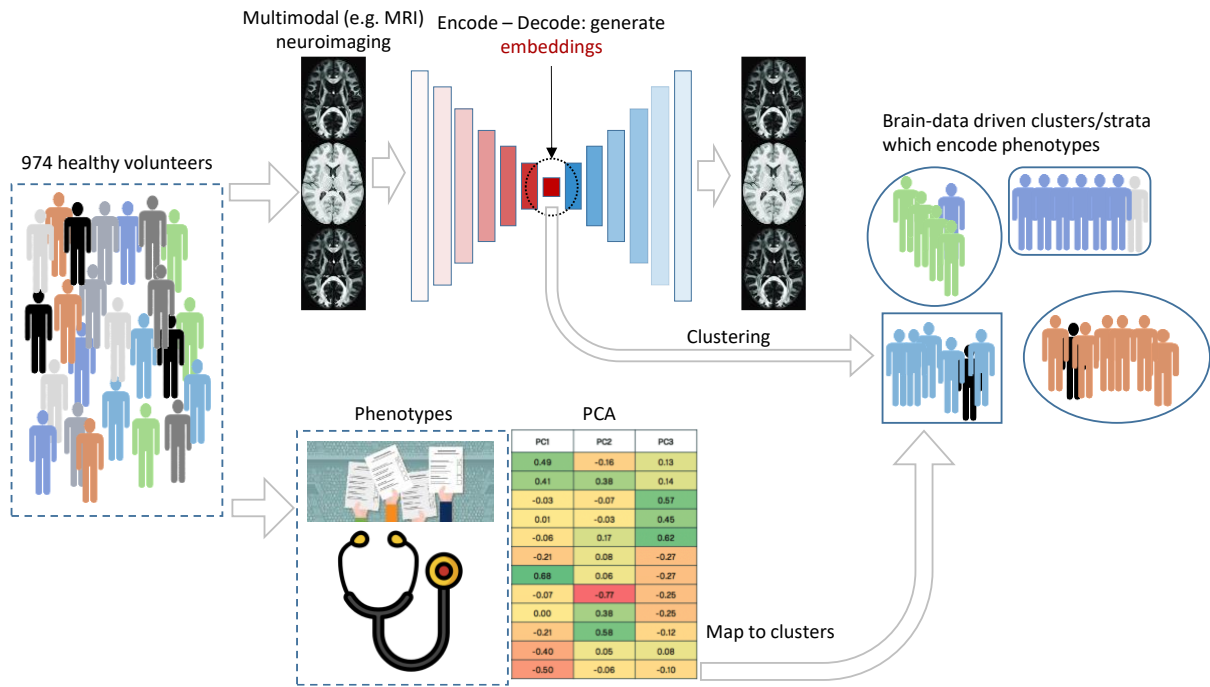 Multimodal (e.g. MRI)
neuroimaging
Encode – Decode: generate
embeddings
974 healthy volunteers
Brain-data driven clusters/strata
which encode phenotypes
Clustering
Phenotypes
PCA
PC1 PC2 PC3
0.49 -0.16 0.13
0.41 0.38 0.14
-0.03 -0.07 0.57
0.01 -0.03 0.45
-0.06 0.17 0.62
-0.21 0.08 -0.27
0.68 0.06 -0.27
-0.07 -0.77 -0.25
0.00 0.38 -0.25
-0.21 0.58 -0.12
-0.40 0.05 0.08
-0.50 -0.06 -0.10
Map to clusters